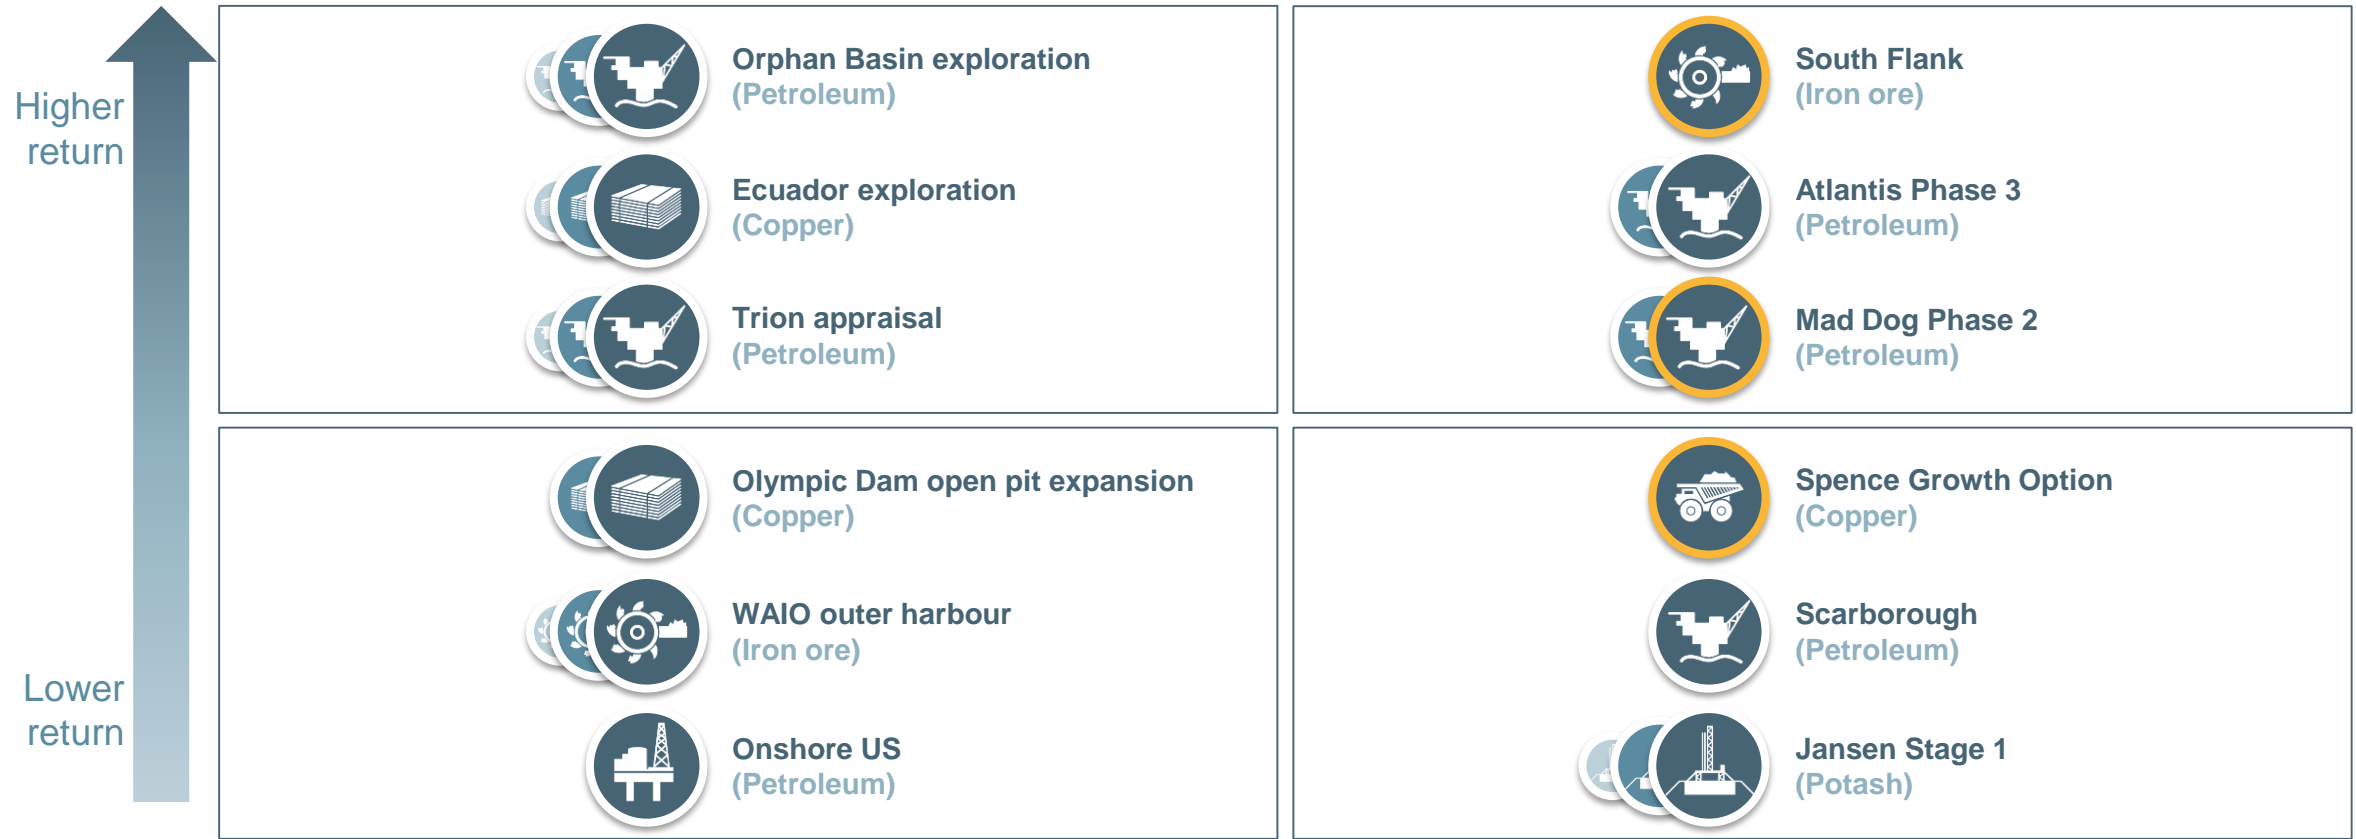 Higher
return
Lower
return
Orphan Basin exploration
(Petroleum)
Ecuador exploration
(Copper)
Trion appraisal
(Petroleum)
South Flank
(Iron ore)
Atlantis Phase 3
(Petroleum)
Mad Dog Phase 2
(Petroleum)
Olympic Dam open pit expansion
(Copper)
WAIO outer harbour
(Iron ore)
Onshore US
(Petroleum)
Spence Growth Option
(Copper)
Scarborough
(Petroleum)
Jansen Stage 1
(Potash)